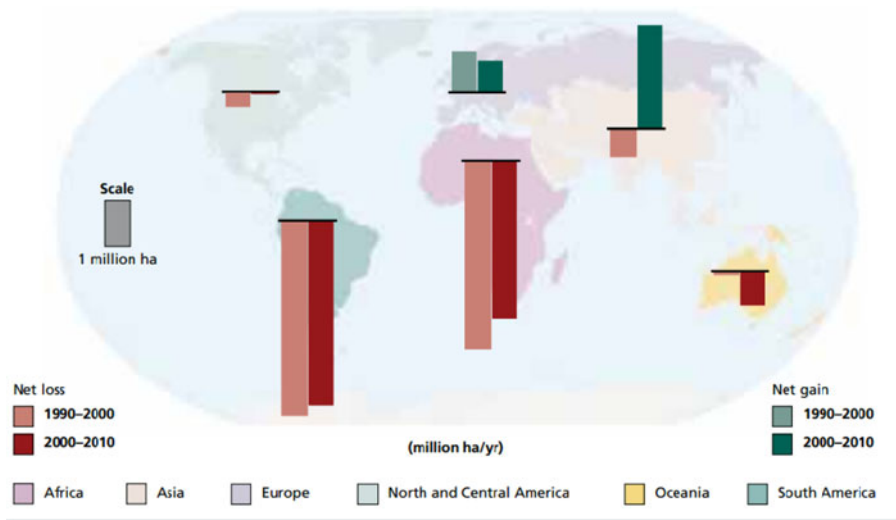 Scale
1 million ha
Net loss
1990–2000
2000–2010
(million ha/yr)
Net gain
1990–2000
2000–2010
Africa
Asia
Europe
North and Central America
Oceania
South America